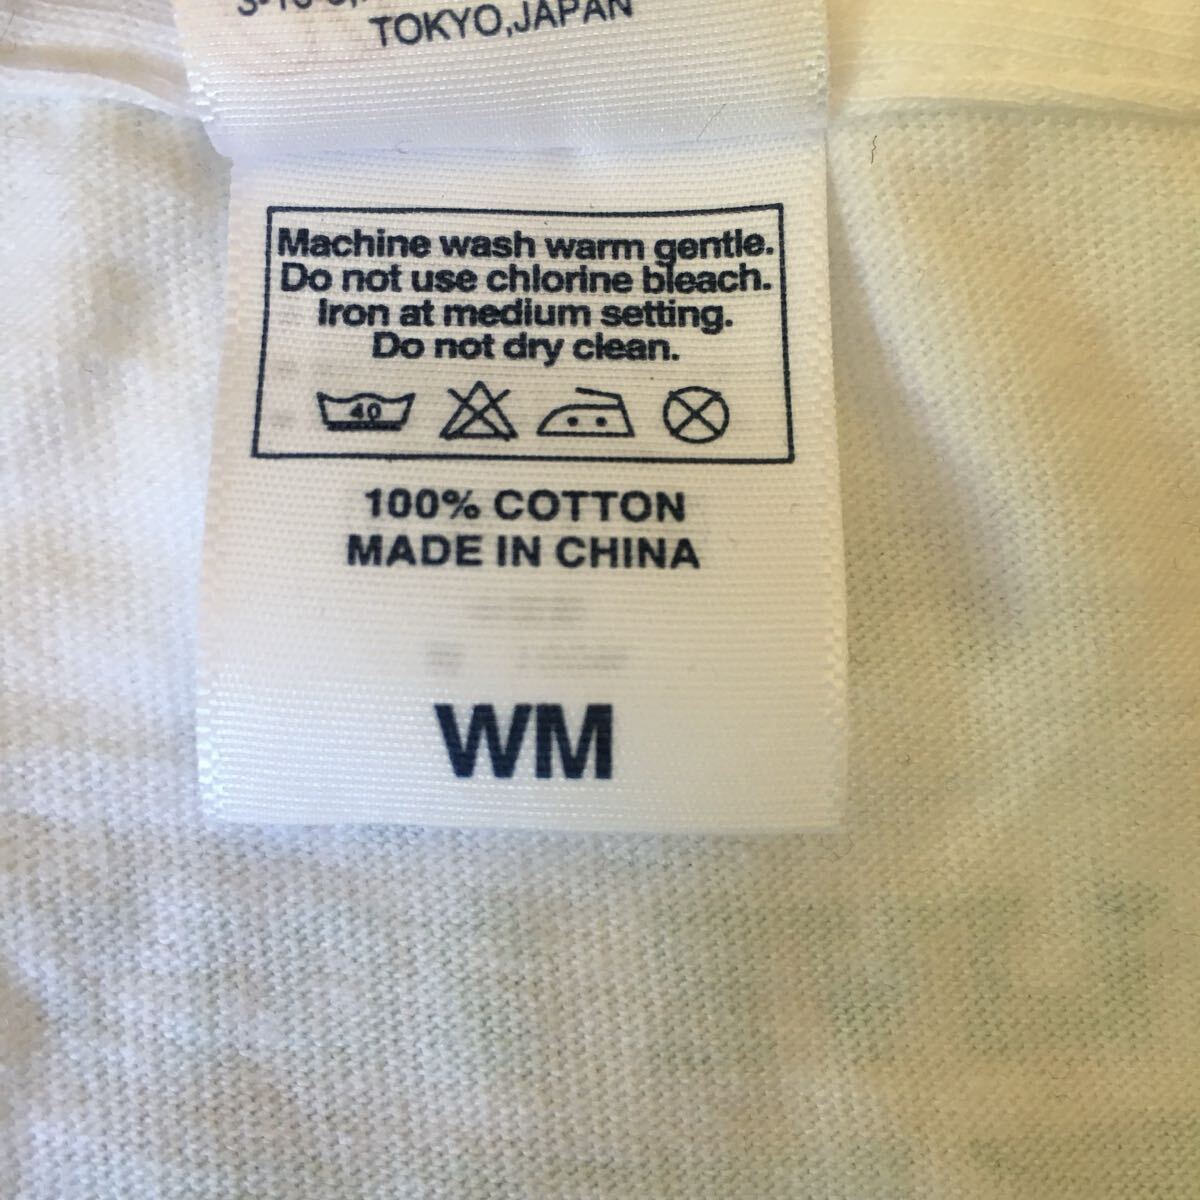 TOKYO,JAPAN
Machine wash warm gentle.
Do not use chlorine bleach.
Iron at medium setting.
Do not dry clean.
40
100% COTTON
MADE IN CHINA
WM